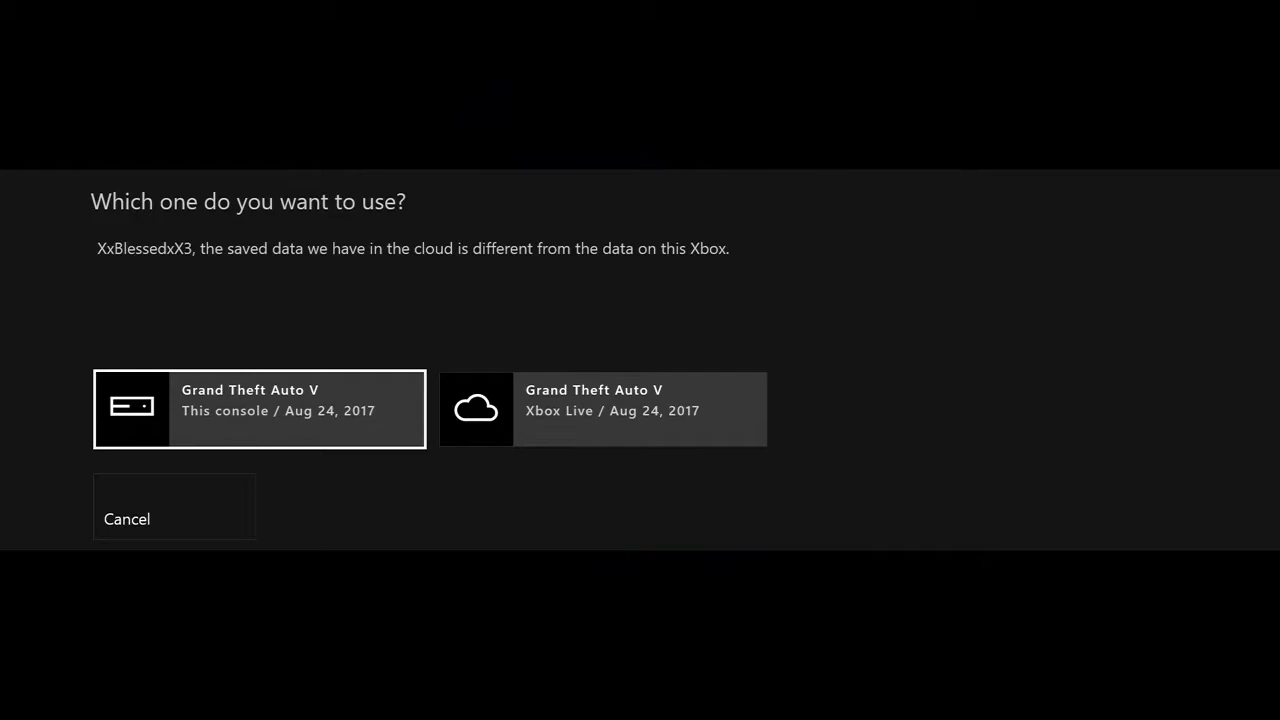 Which one do you want to use?
XxBlessedxX3, the saved data we have in the cloud is different from the data on this Xbox.
Grand Theft Auto V
This console / Aug 24, 2017
Grand Theft Auto V
Xbox Live / Aug 24, 2017
Cancel